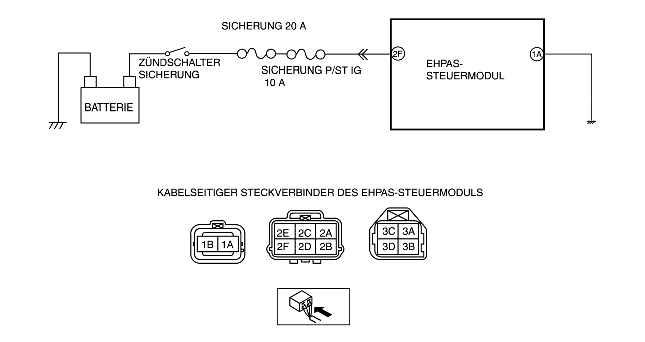 SICHERUNG 20 A
ZÜNDSCHALTER
SICHERUNG
SICHERUNG P/ST IG
10 A
2F
EHPAS-
STEUERMODUL
1A
BATTERIE
KABELSEITIGER STECKVERBINDER DES EHPAS-STEUERMODULS
1B 1A
2E 2C 2A
2F 2D 2B
3C 3A
3D 3B